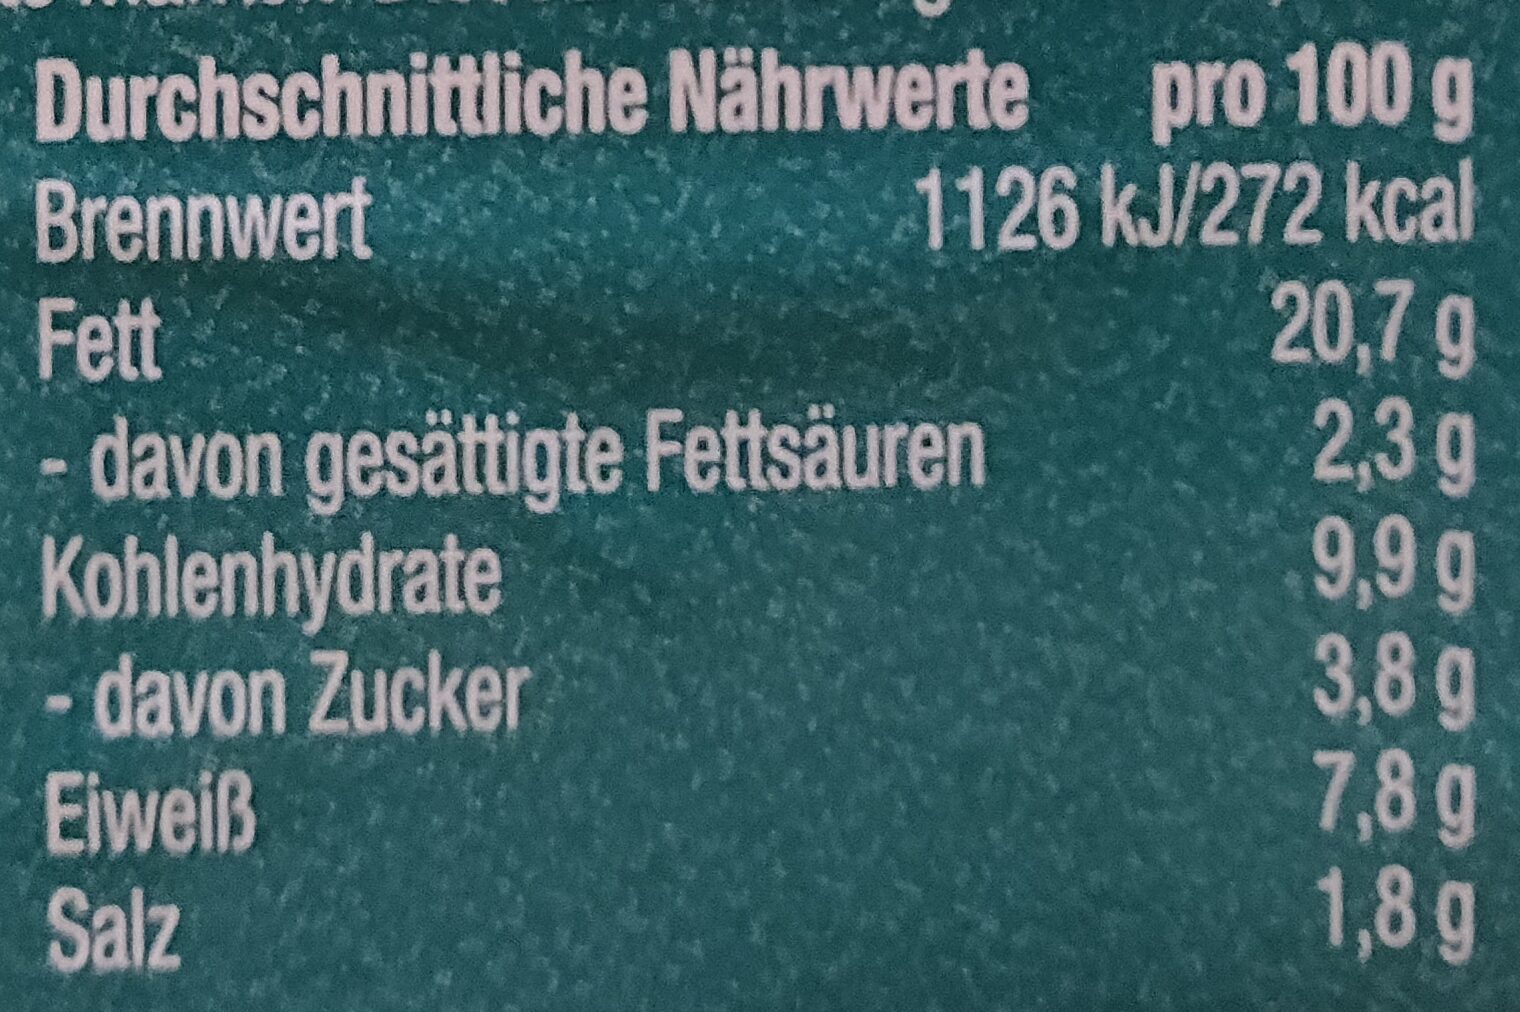 Durchschnittliche Nährwerte pro 100 g
Brennwert 1126 kJ/272 kcal
Fett 20,7 g
- davon gesättigte Fettsäuren 2,3 g
Kohlenhydrate 9,9 g
- davon Zucker 3,8 g
Eiweiß 7,8 g
Salz 1,8 g